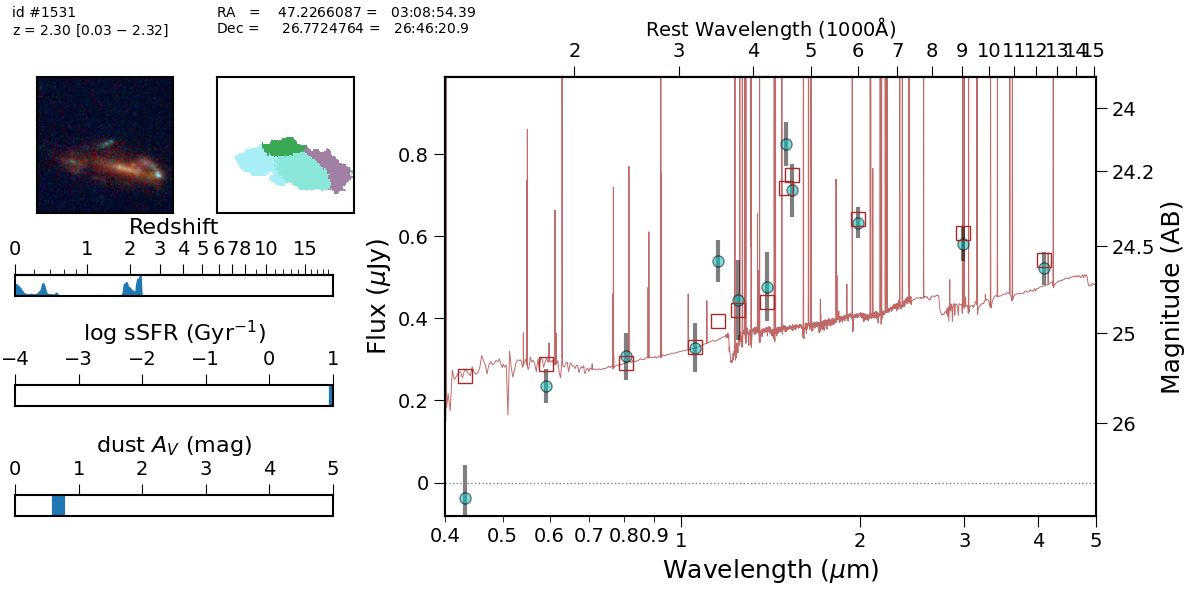 id #1531
z = 2.30 [0.03 − 2.32]
RA = 47.2266087 = 03:08:54.39
Dec = 26.7724764 = 26:46:20.9
Redshift
0 1 2 3 4 5 6 7 8 10 15
log sSFR (Gyr−1)
−4 −3 −2 −1 0 1
dust AV (mag)
0 1 2 3 4 5
Rest Wavelength (1000Å)
2 3 4 5 6 7 8 9 10 11 12 13 14 15
Flux (μJy)
0.8
0.6
0.4
0.2
0
24
24.2
24.5
25
26
Magnitude (AB)
0.4 0.5 0.6 0.7 0.8 0.9 1 2 3 4 5
Wavelength (μm)